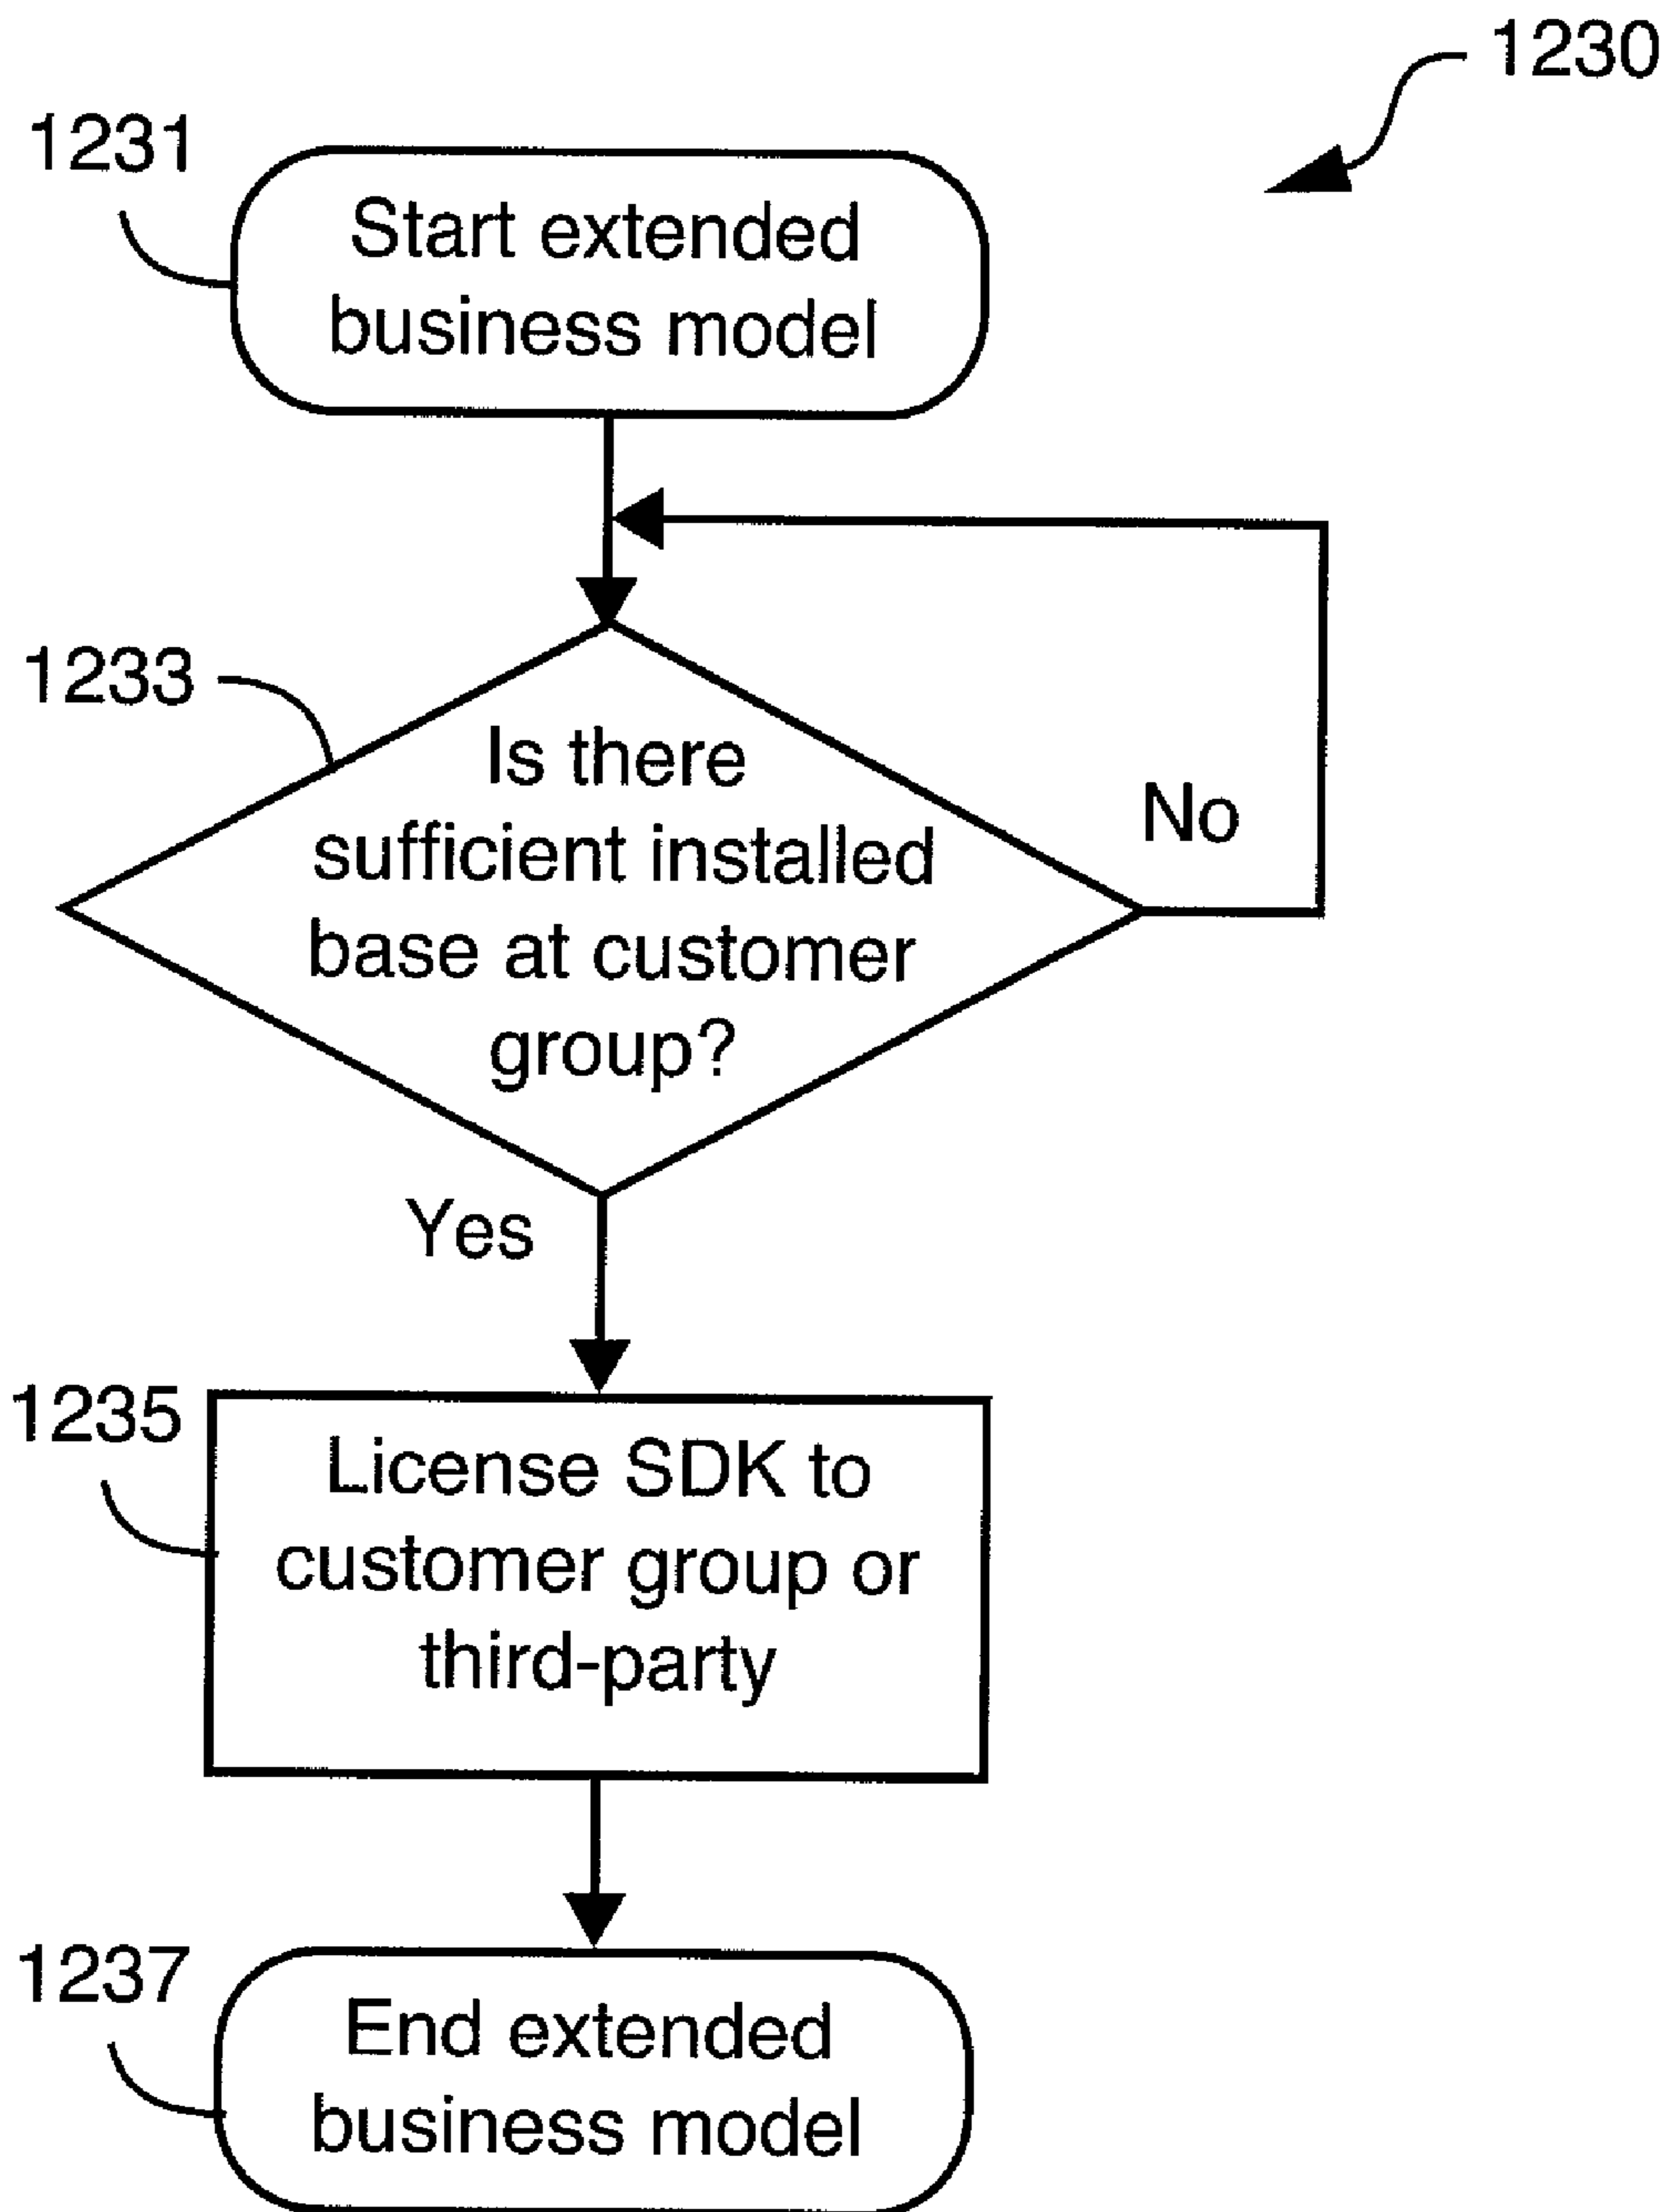 1230
1231
Start extended
business model
1233
Is there
sufficient installed
base at customer
group?
No
Yes
1235
License SDK to
customer group or
third-party
1237
End extended
business model